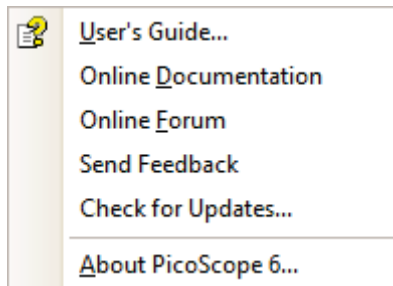 User's Guide...
Online Documentation
Online Forum
Send Feedback
Check for Updates...
About PicoScope 6...